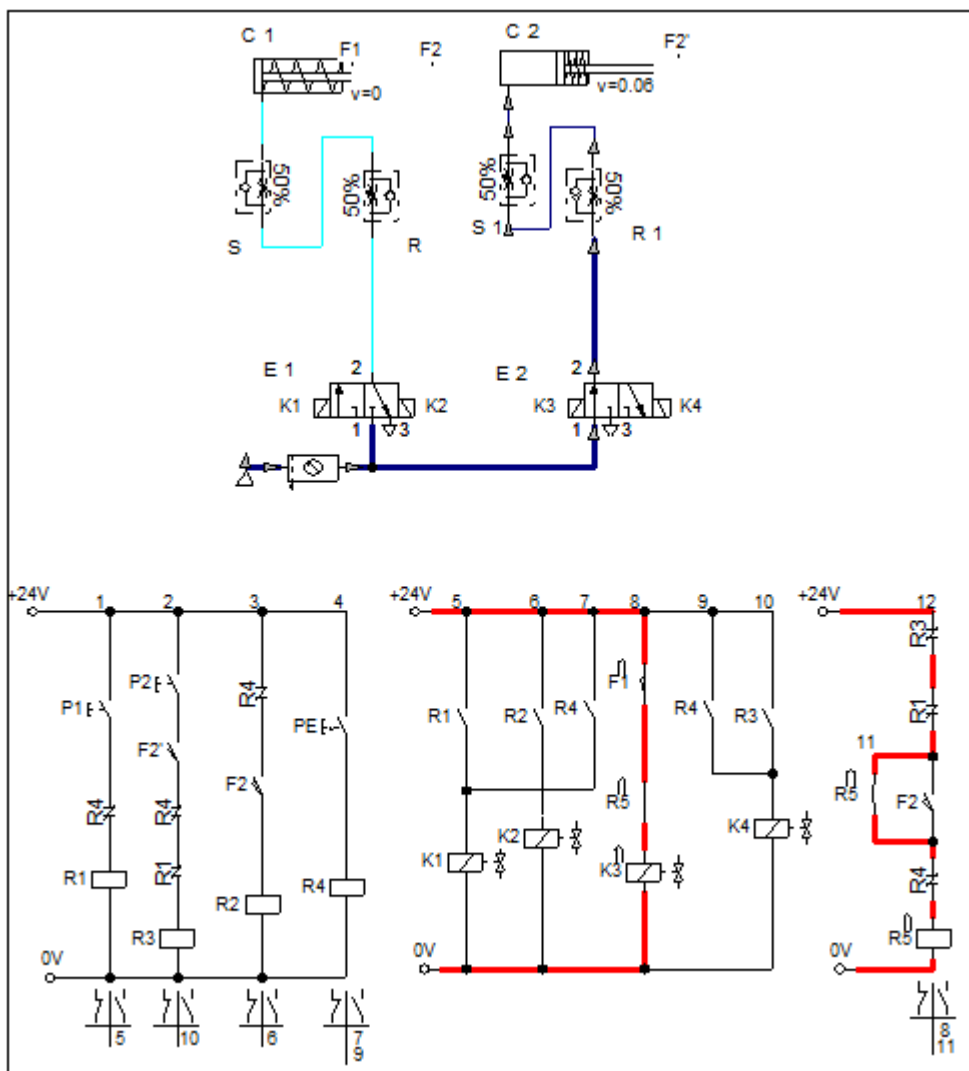 C 1 F1 F2 C 2 F2'
v=0 v=0.06
50% 50% 50% 50%
S R S 1 R 1
E 1 2 E 2 2
K1 K2 K3 K4
1 3 1 3
+24V 1 2 3 4 +24V 5 6 7 8 9 10 +24V 12
R3
R4 F1
P2
P1 PE R1 R2 R4 R4 R3 R1
F2' 11
F2 R5 R5 F2
R4 R4
K2 K4
R1 R1 R4 K1 K3 R4
R2
R3 R5
0V 0V 0V
5 10 6 7 8
9 11